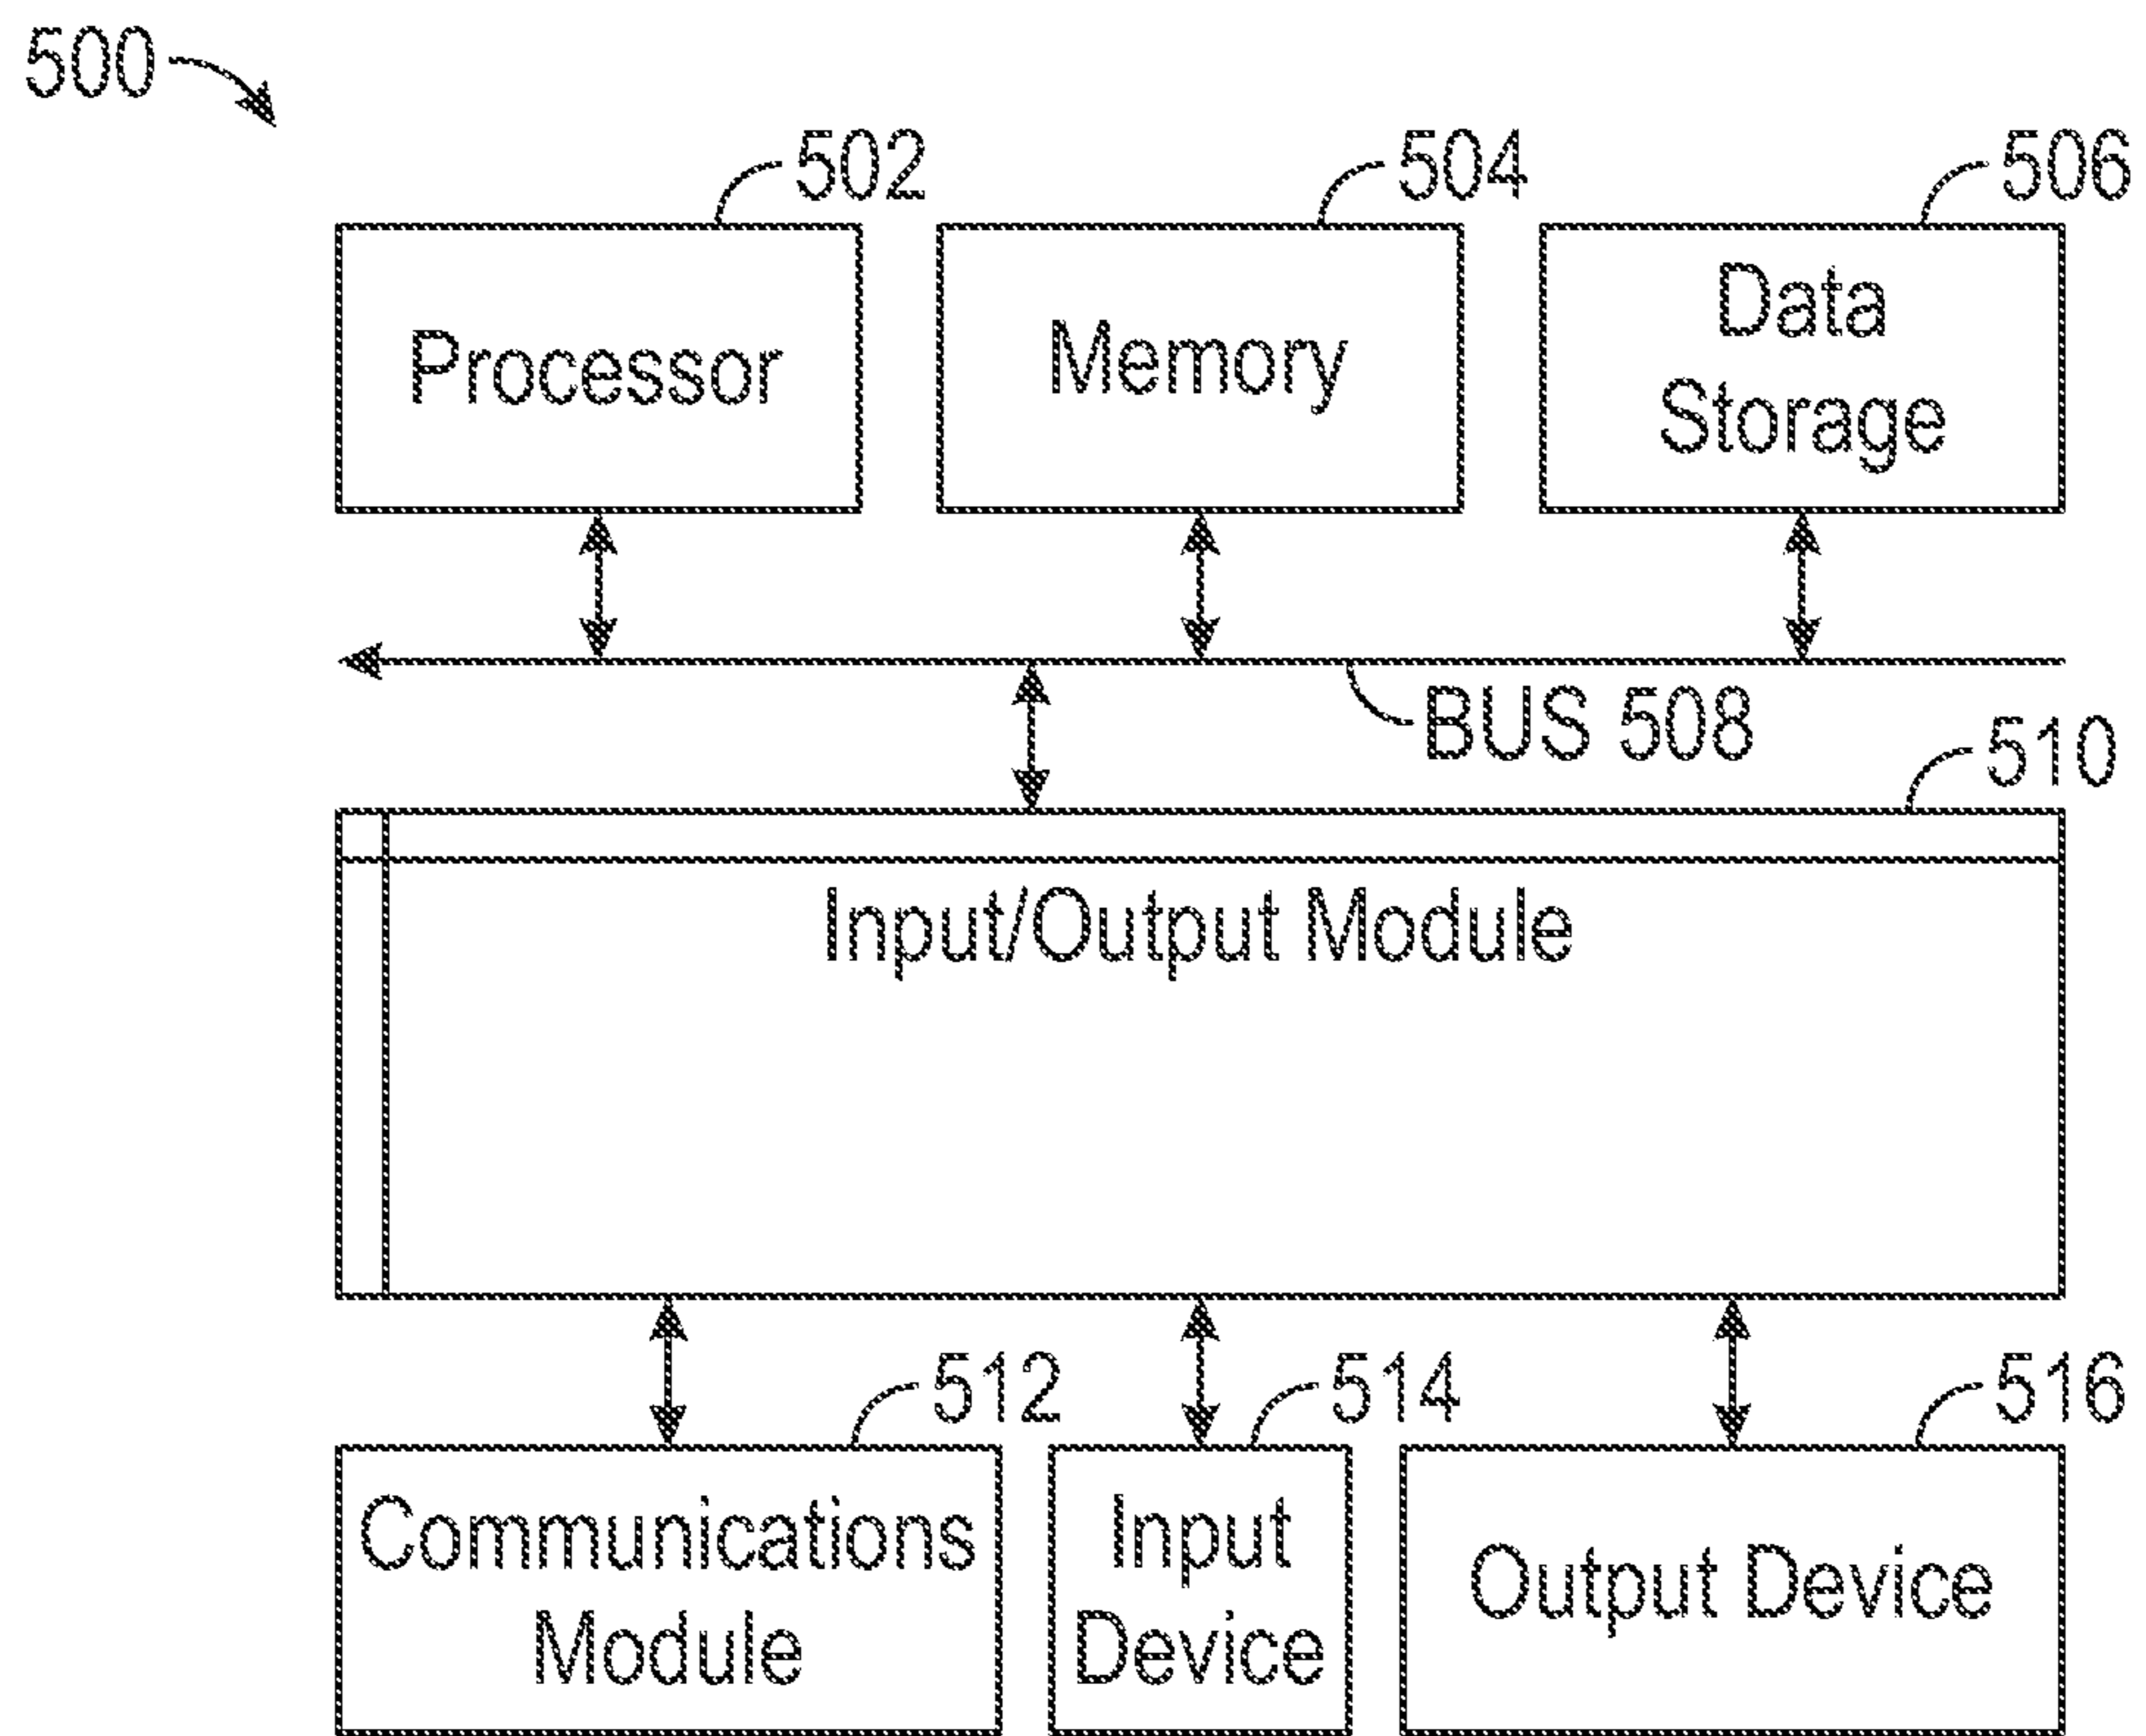 500
502
504
506
Processor
Memory
Data
Storage
BUS 508
510
Input/Output Module
512
514
516
Communications
Module
Input
Device
Output Device